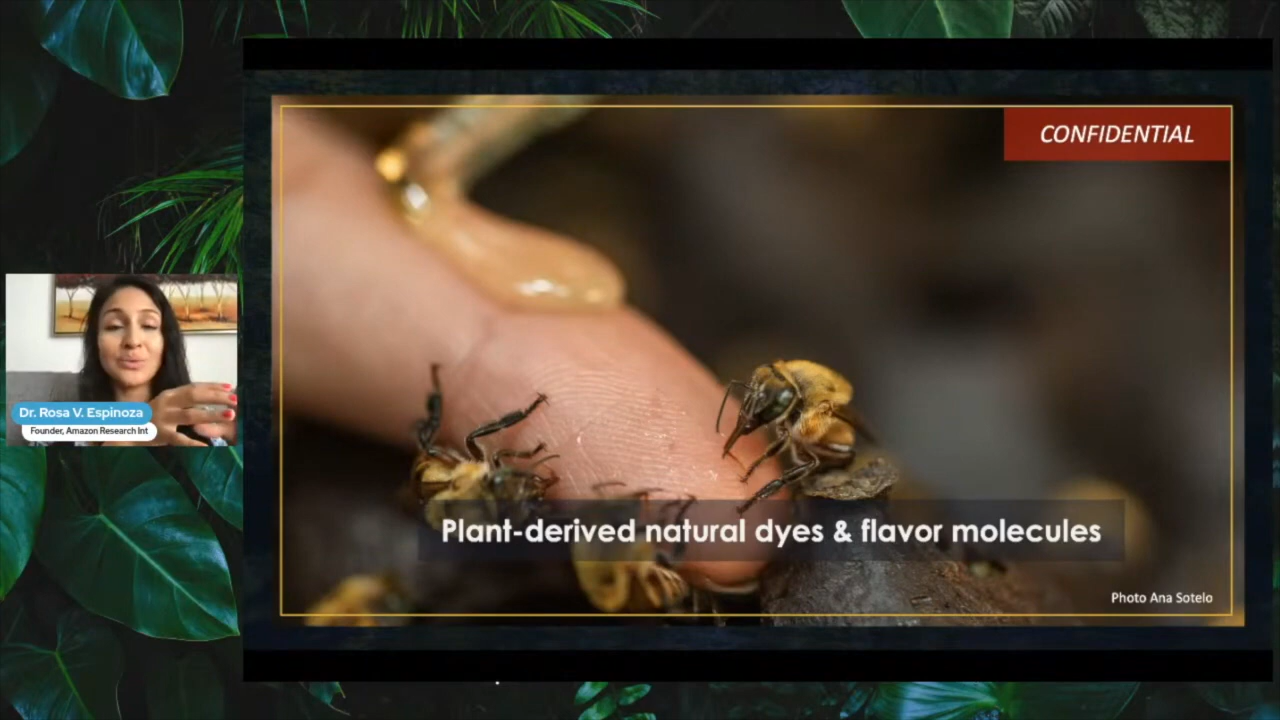 CONFIDENTIAL
Dr. Rosa V. Espinoza
Founder, Amazon Research Int
Plant-derived natural dyes & flavor molecules
Photo Ana Sotelo